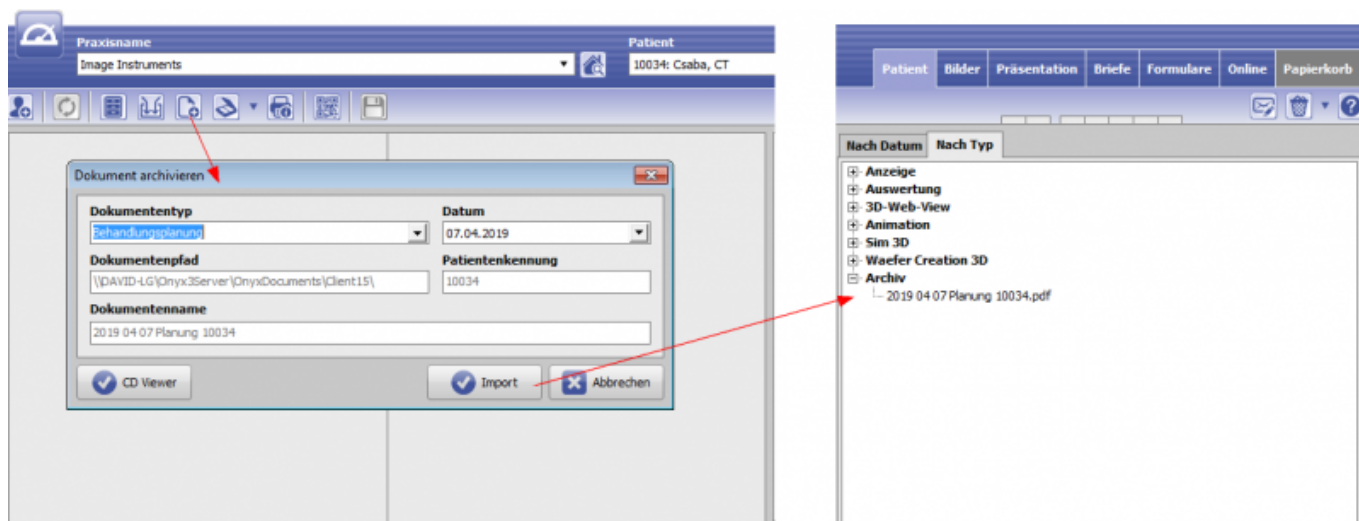 Praxisname
Patient
Image Instruments
10034: Csaba, CT
Dokument archivieren
Dokumententyp
Datum
Behandlungsplanung
07.04.2019
Dokumentenpfad
Patientenkennung
\\DAVID-LG\Onyx3Server\OnyxDocuments\Client15\
10034
Dokumentenname
2019 04 07 Planung 10034
CD Viewer
Import
Abbrechen
Patient Bilder Präsentation Briefe Formulare Online Papierkorb
Nach Datum Nach Typ
Anzeige
Auswertung
3D-Web-View
Animation
Sim 3D
Waefer Creation 3D
Archiv
2019 04 07 Planung 10034.pdf